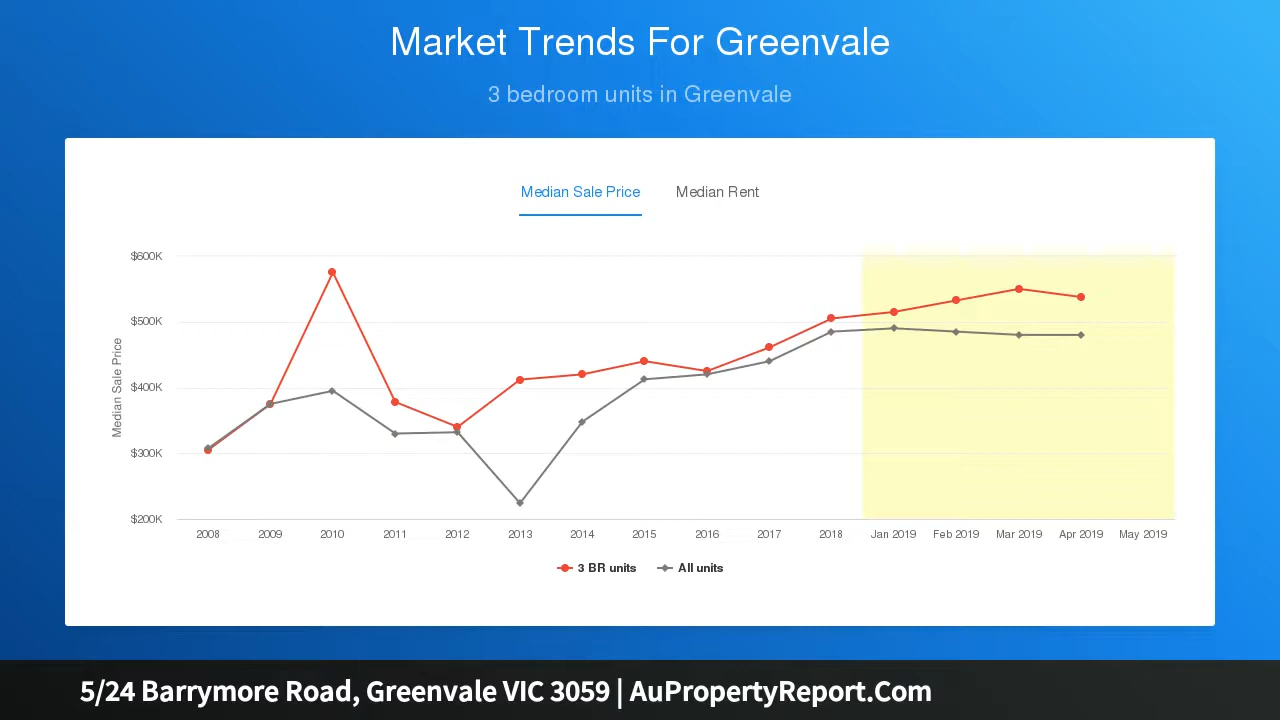 Market Trends For Greenvale
3 bedroom units in Greenvale
Median Sale Price Median Rent
$600K
$500K
$400K
$300K
$200K
Median Sale Price
2008 2009 2010 2011 2012 2013 2014 2015 2016 2017 2018 Jan 2019 Feb 2019 Mar 2019 Apr 2019 May 2019
3 BR units All units
5/24 Barrymore Road, Greenvale VIC 3059 | AuPropertyReport.Com